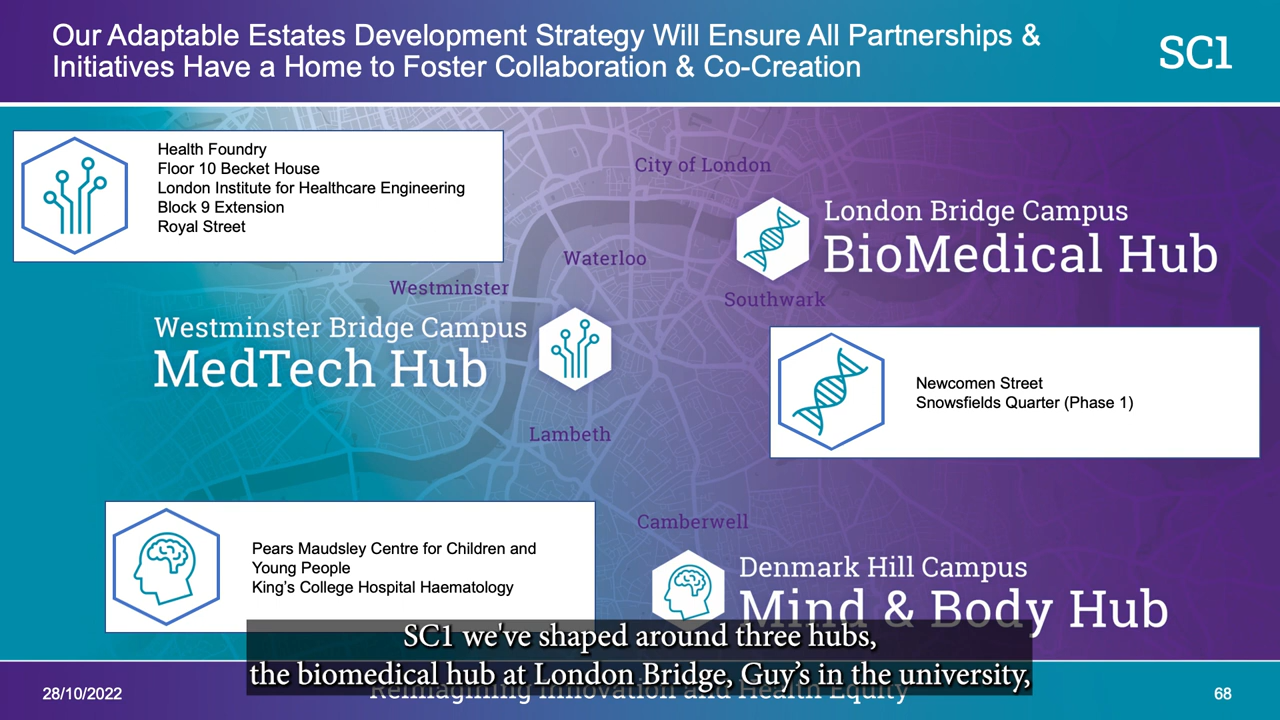 Our Adaptable Estates Development Strategy Will Ensure All Partnerships &
Initiatives Have a Home to Foster Collaboration & Co-Creation
SC1
Health Foundry
Floor 10 Becket House
London Institute for Healthcare Engineering
Block 9 Extension
Royal Street
City of London
London Bridge Campus
BioMedical Hub
Waterloo
Westminster
Southwark
Westminster Bridge Campus
MedTech Hub
Newcomen Street
Snowsfields Quarter (Phase 1)
Lambeth
Camberwell
Pears Maudsley Centre for Children and
Young People
King's College Hospital Haematology
Denmark Hill Campus
Mind & Body Hub
SC1 we've shaped around three hubs,
the biomedical hub at London Bridge, Guy's in the university,
28/10/2022
Reimagining Innovation and Health Equity
68